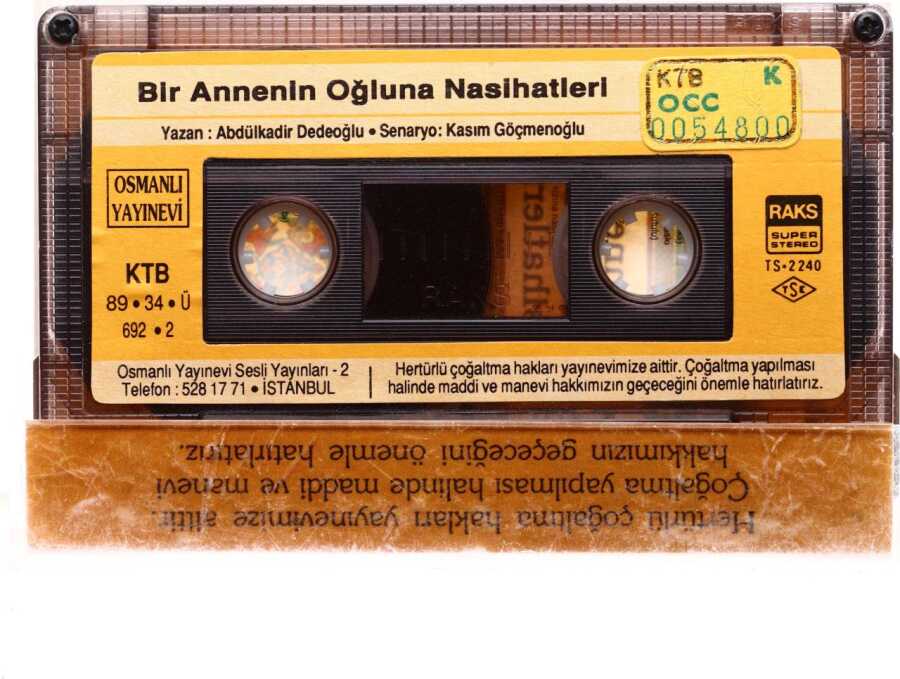 Bir Annenin Oğluna Nasihatleri
Yazan : Abdülkadir Dedeoğlu • Senaryo: Kasım Göçmenoğlu
K7B K
OCC
0054800
OSMANLI
YAYINEVİ
KTB
89 • 34 • Ü
692 • 2
RAKS
SUPER
STEREO
TS•2240
TSE
RAKS
Osmanlı Yayınevi Sesli Yayınları - 2
Telefon : 528 17 71 • İSTANBUL
Hertürlü çoğaltma hakları yayınevimize aittir. Çoğaltma yapılması
halinde maddi ve manevi hakkımızın geçeceğini önemle hatırlatırız.
Hertürlü çoğaltma hakları yayınevimize aittir.
Çoğaltma yapılması halinde maddi ve manevi
hakkımızın geçeceğini önemle hatırlatırız.